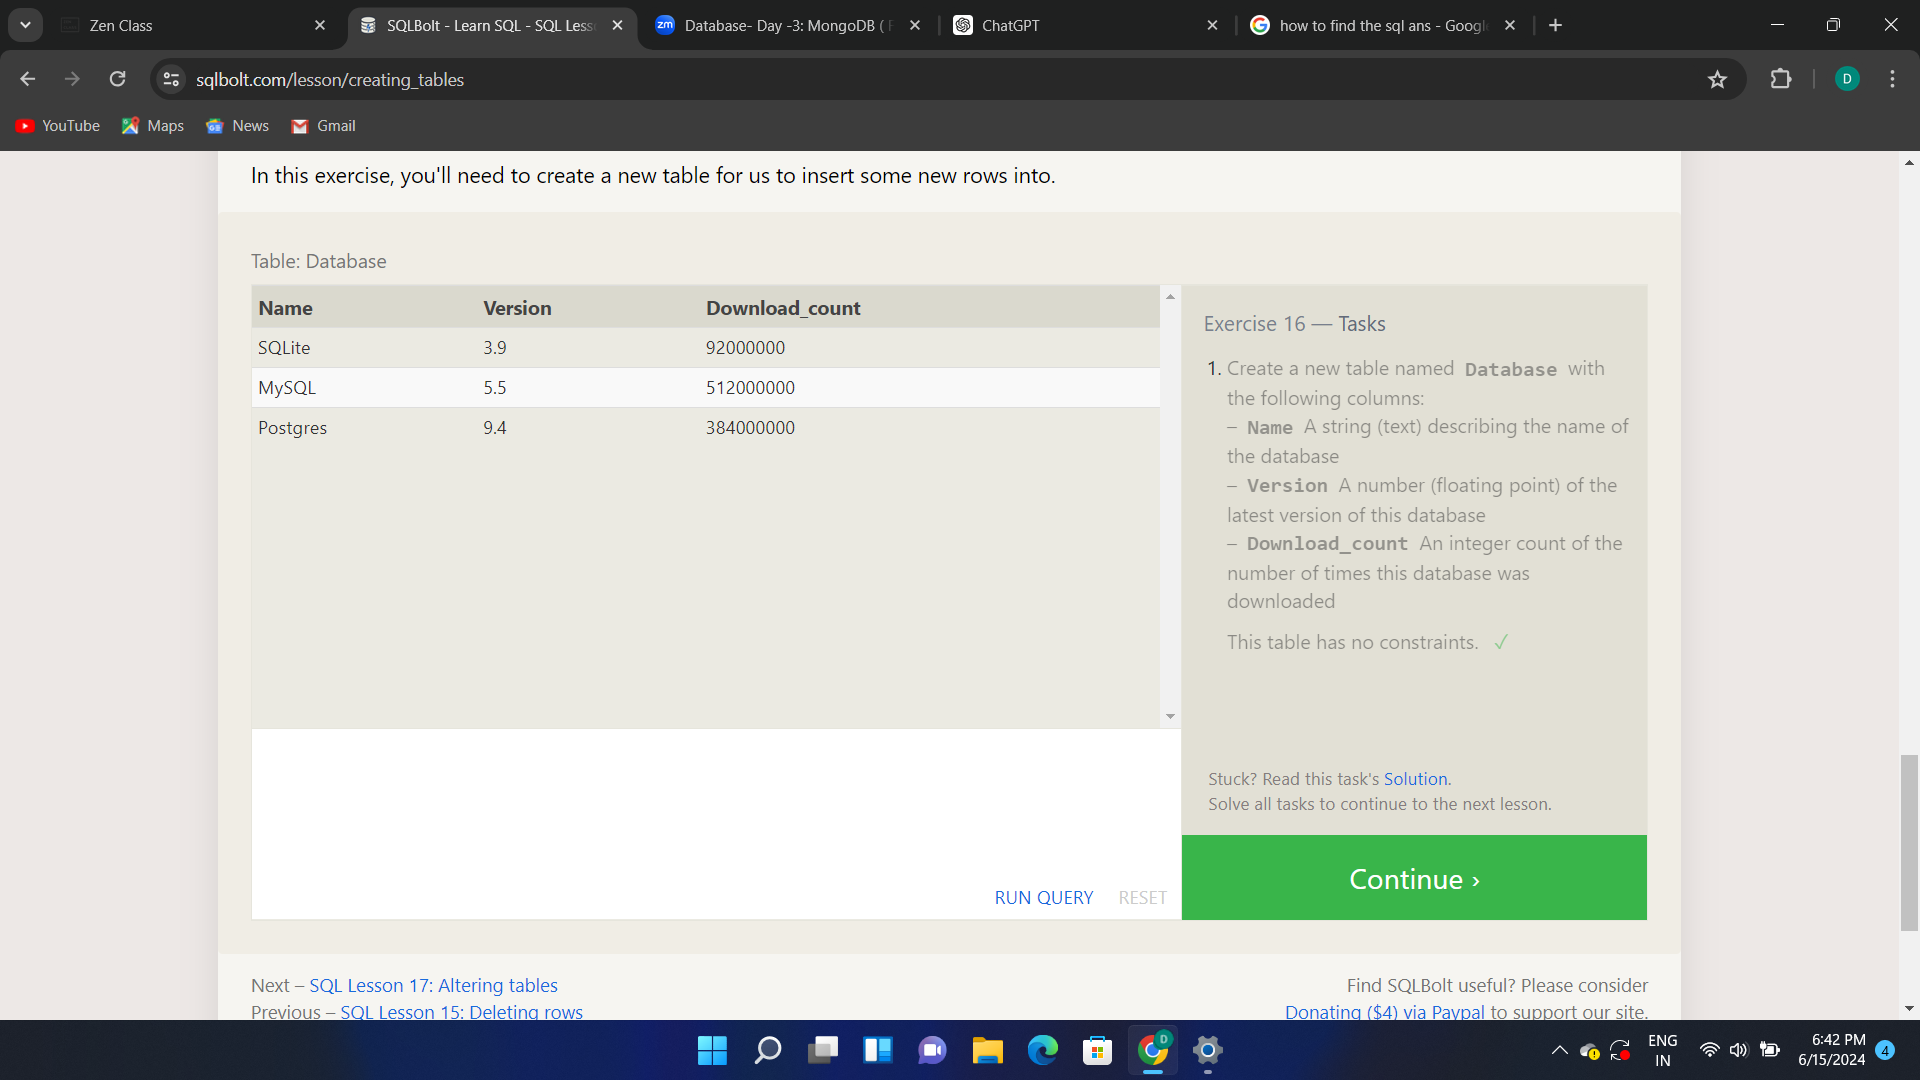 Zen Class
SQLBolt - Learn SQL - SQL Less
zm
Database- Day -3: MongoDB (
ChatGPT
how to find the sql ans - Googl
sqlbolt.com/lesson/creating_tables
D
YouTube
Maps
News
Gmail
In this exercise, you'll need to create a new table for us to insert some new rows into.
Table: Database
Name Version Download_count
SQLite 3.9 92000000
MySQL 5.5 512000000
Postgres 9.4 384000000
Exercise 16 — Tasks
1. Create a new table named Database with
the following columns:
– Name A string (text) describing the name of
the database
– Version A number (floating point) of the
latest version of this database
– Download_count An integer count of the
number of times this database was
downloaded
This table has no constraints. ✓
Stuck? Read this task's Solution.
Solve all tasks to continue to the next lesson.
RUN QUERY RESET
Continue ›
Next – SQL Lesson 17: Altering tables
Previous – SQL Lesson 15: Deleting rows
Find SQLBolt useful? Please consider
Donating ($4) via Paypal to support our site.
D
ENG
IN
6:42 PM
6/15/2024
4